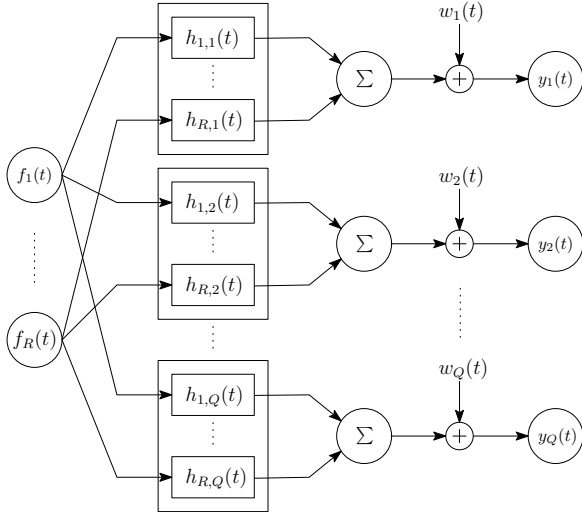 w_1(t)
h_{1,1}(t)
Σ
+
y_1(t)
h_{R,1}(t)
f_1(t)
w_2(t)
h_{1,2}(t)
Σ
+
y_2(t)
h_{R,2}(t)
f_R(t)
w_Q(t)
h_{1,Q}(t)
Σ
+
y_Q(t)
h_{R,Q}(t)